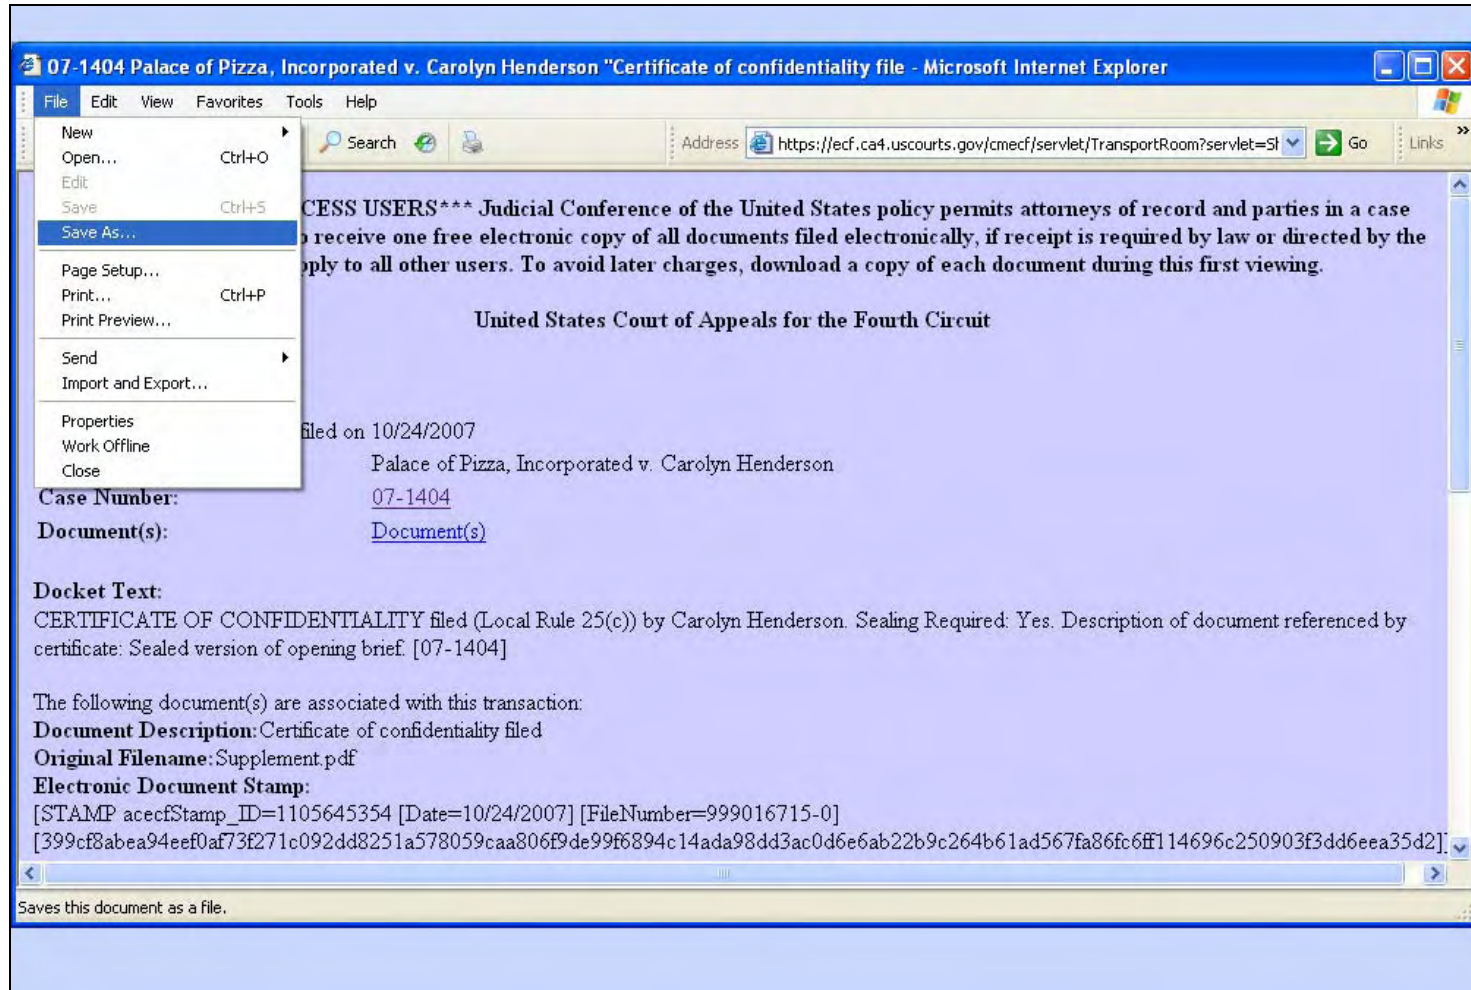 07-1404 Palace of Pizza, Incorporated v. Carolyn Henderson "Certificate of confidentiality file - Microsoft Internet Explorer
File Edit View Favorites Tools Help
Search Address https://ecf.ca4.uscourts.gov/cmecf/servlet/TransportRoom?servlet=Sh Go Links »
New
Open... Ctrl+O
Edit
Save Ctrl+S
Save As...
Page Setup...
Print... Ctrl+P
Print Preview...
Send
Import and Export...
Properties
Work Offline
Close
CESS USERS*** Judicial Conference of the United States policy permits attorneys of record and parties in a case
receive one free electronic copy of all documents filed electronically, if receipt is required by law or directed by the
pply to all other users. To avoid later charges, download a copy of each document during this first viewing.
United States Court of Appeals for the Fourth Circuit
filed on 10/24/2007
Palace of Pizza, Incorporated v. Carolyn Henderson
Case Number: 07-1404
Document(s): Document(s)
Docket Text:
CERTIFICATE OF CONFIDENTIALITY filed (Local Rule 25(c)) by Carolyn Henderson. Sealing Required: Yes. Description of document referenced by
certificate: Sealed version of opening brief. [07-1404]
The following document(s) are associated with this transaction:
Document Description: Certificate of confidentiality filed
Original Filename: Supplement.pdf
Electronic Document Stamp:
[STAMP acecfStamp_ID=1105645354 [Date=10/24/2007] [FileNumber=999016715-0]
[399cf8abea94eef0af73f271c092dd8251a578059caa806f9de99f6894c14ada98dd3ac0d6e6ab22b9c264b61ad567fa86fc6ff114696c250903f3dd6eea35d2]]
Saves this document as a file.